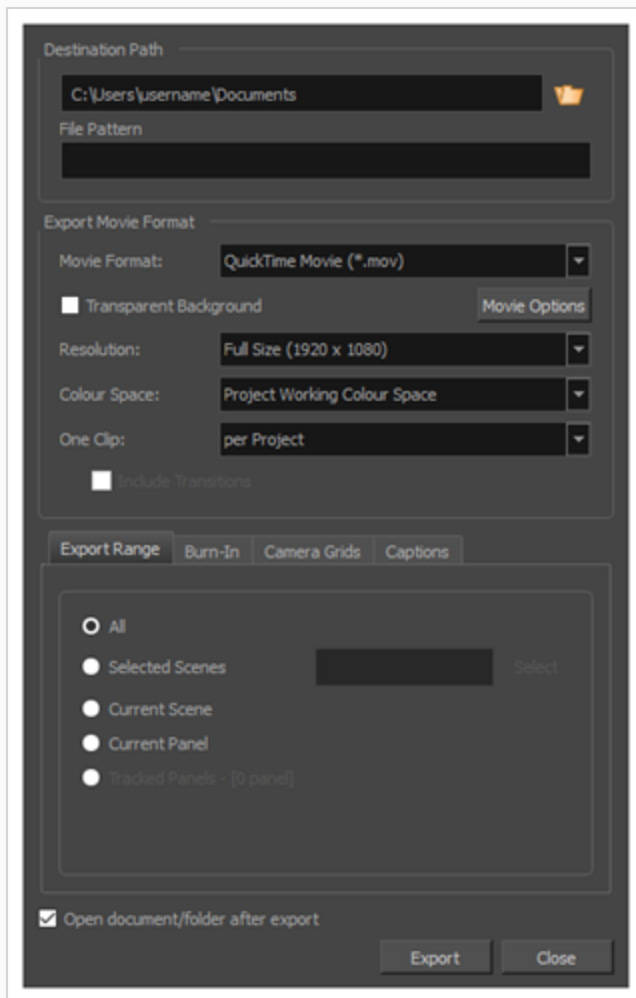 Destination Path
C:\Users\username\Documents
File Pattern
Export Movie Format
Movie Format: QuickTime Movie (*.mov)
Transparent Background Movie Options
Resolution: Full Size (1920 x 1080)
Colour Space: Project Working Colour Space
One Clip: per Project
Include Transitions
Export Range Burn-In Camera Grids Captions
All
Selected Scenes Select
Current Scene
Current Panel
Tracked Panels - [0 panel]
Open document/folder after export
Export Close